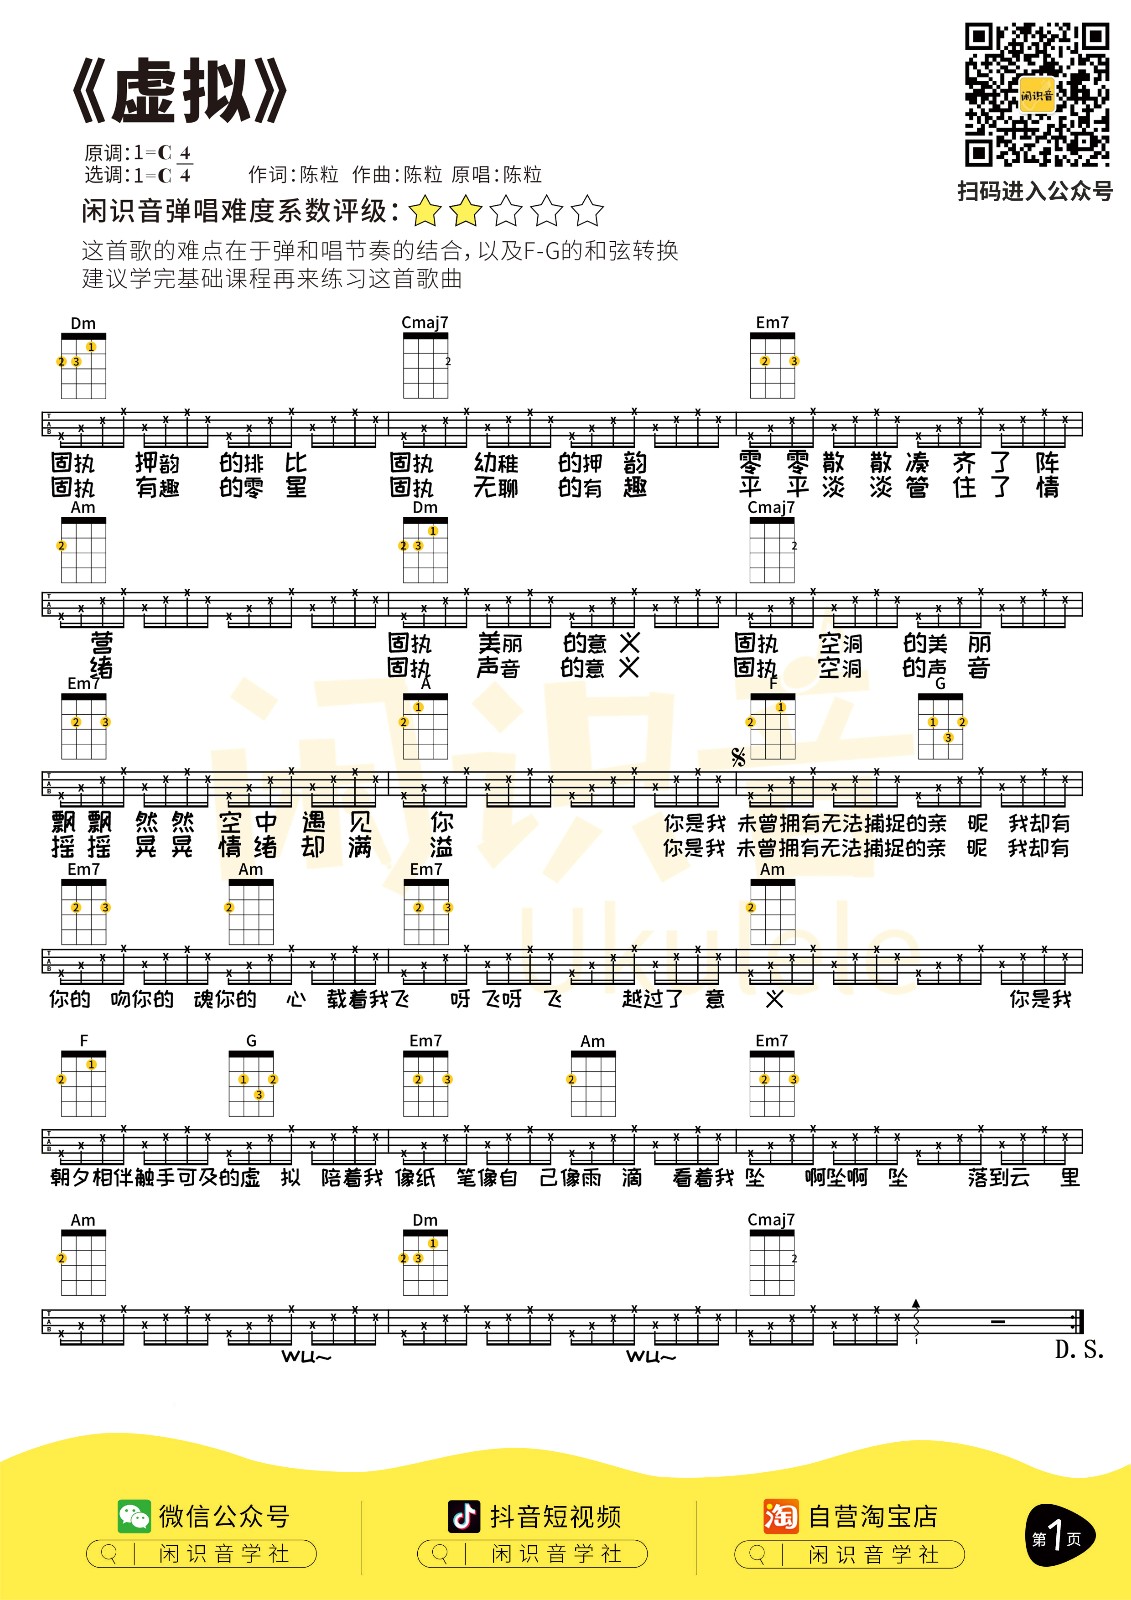 《虚拟》
闲识音
扫码进入公众号
原调:1=C 4/4
选调:1=C 4/4 作词:陈粒 作曲:陈粒 原唱:陈粒
闲识音弹唱难度系数评级:
这首歌的难点在于弹和唱节奏的结合,以及F-G的和弦转换
建议学完基础课程再来练习这首歌曲
Dm Cmaj7 Em7
固执 押韵 的排 比 固执 幼稚 的押 韵 零 零 散 散 凑 齐 了 阵
固执 有趣 的零 星 固执 无聊 的有 趣 平 平 淡 淡 管 住 了 情
Am Dm Cmaj7
营 固执 美丽 的意 义 固执 空洞 的美 丽
绪 固执 声音 的意 义 固执 空洞 的声 音
Em7 A F G
飘 飘 然 然 空 中 遇 见 你 你是我 未曾拥有无法捕捉的亲 昵 我却有
摇 摇 晃 晃 情 绪 却 满 溢 你是我 未曾拥有无法捕捉的亲 昵 我却有
Em7 Am Em7 Am
你的 吻你的 魂你的 心 载着我飞 呀飞呀 飞 越过了 意 义 你是我
F G Em7 Am Em7
朝夕相伴触手可及的虚 拟 陪着我 像纸 笔像自 己像雨 滴 看着我 坠 啊坠啊 坠 落到云 里
Am Dm Cmaj7
wu~ wu~
D.S.
闲识音
Ukulele
微信公众号 抖音短视频 自营淘宝店
闲识音学社 闲识音学社 闲识音学社
第1页